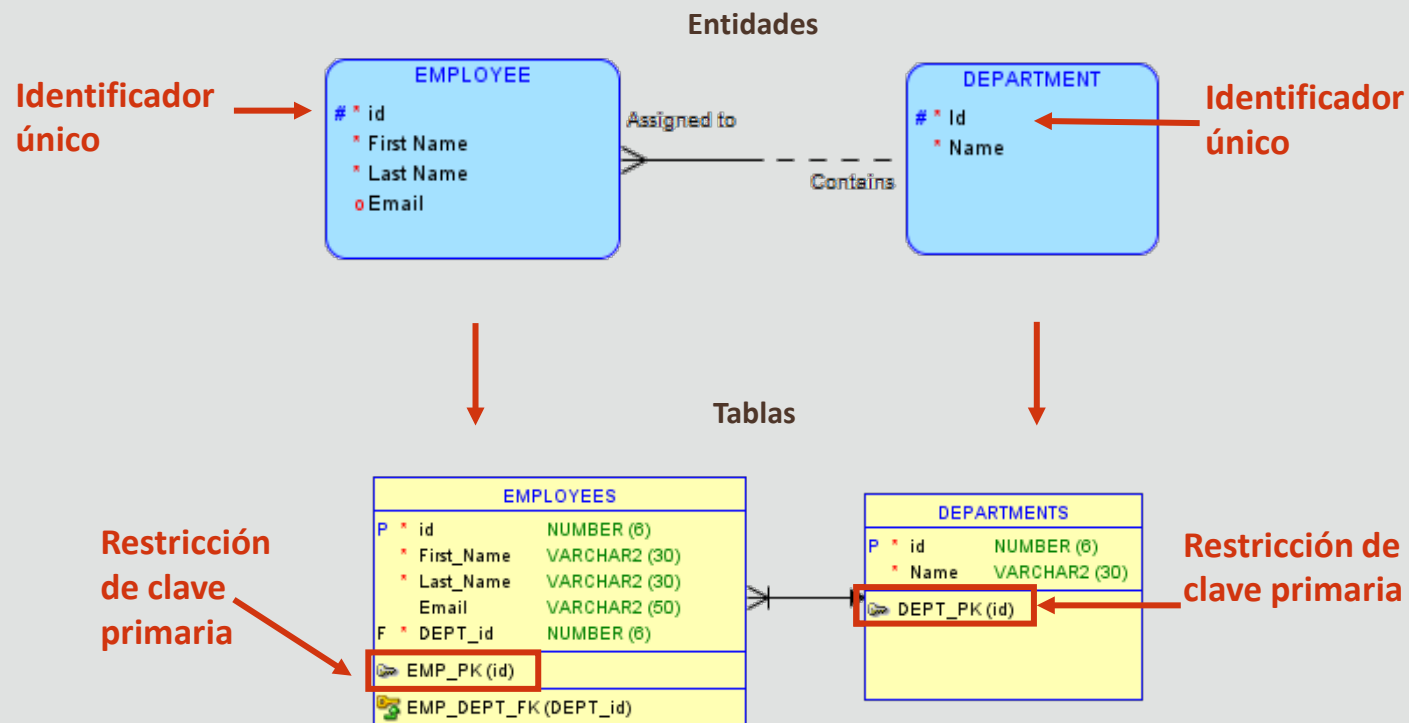 Entidades
Identificador
único
EMPLOYEE
# * id
* First Name
* Last Name
o Email
Assigned to
Contains
DEPARTMENT
# * Id
* Name
Identificador
único
Tablas
Restricción
de clave
primaria
EMPLOYEES
P * id NUMBER (6)
* First_Name VARCHAR2 (30)
* Last_Name VARCHAR2 (30)
Email VARCHAR2 (50)
F * DEPT_id NUMBER (6)
EMP_PK (id)
EMP_DEPT_FK (DEPT_id)
DEPARTMENTS
P * id NUMBER (6)
* Name VARCHAR2 (30)
DEPT_PK (id)
Restricción de
clave primaria